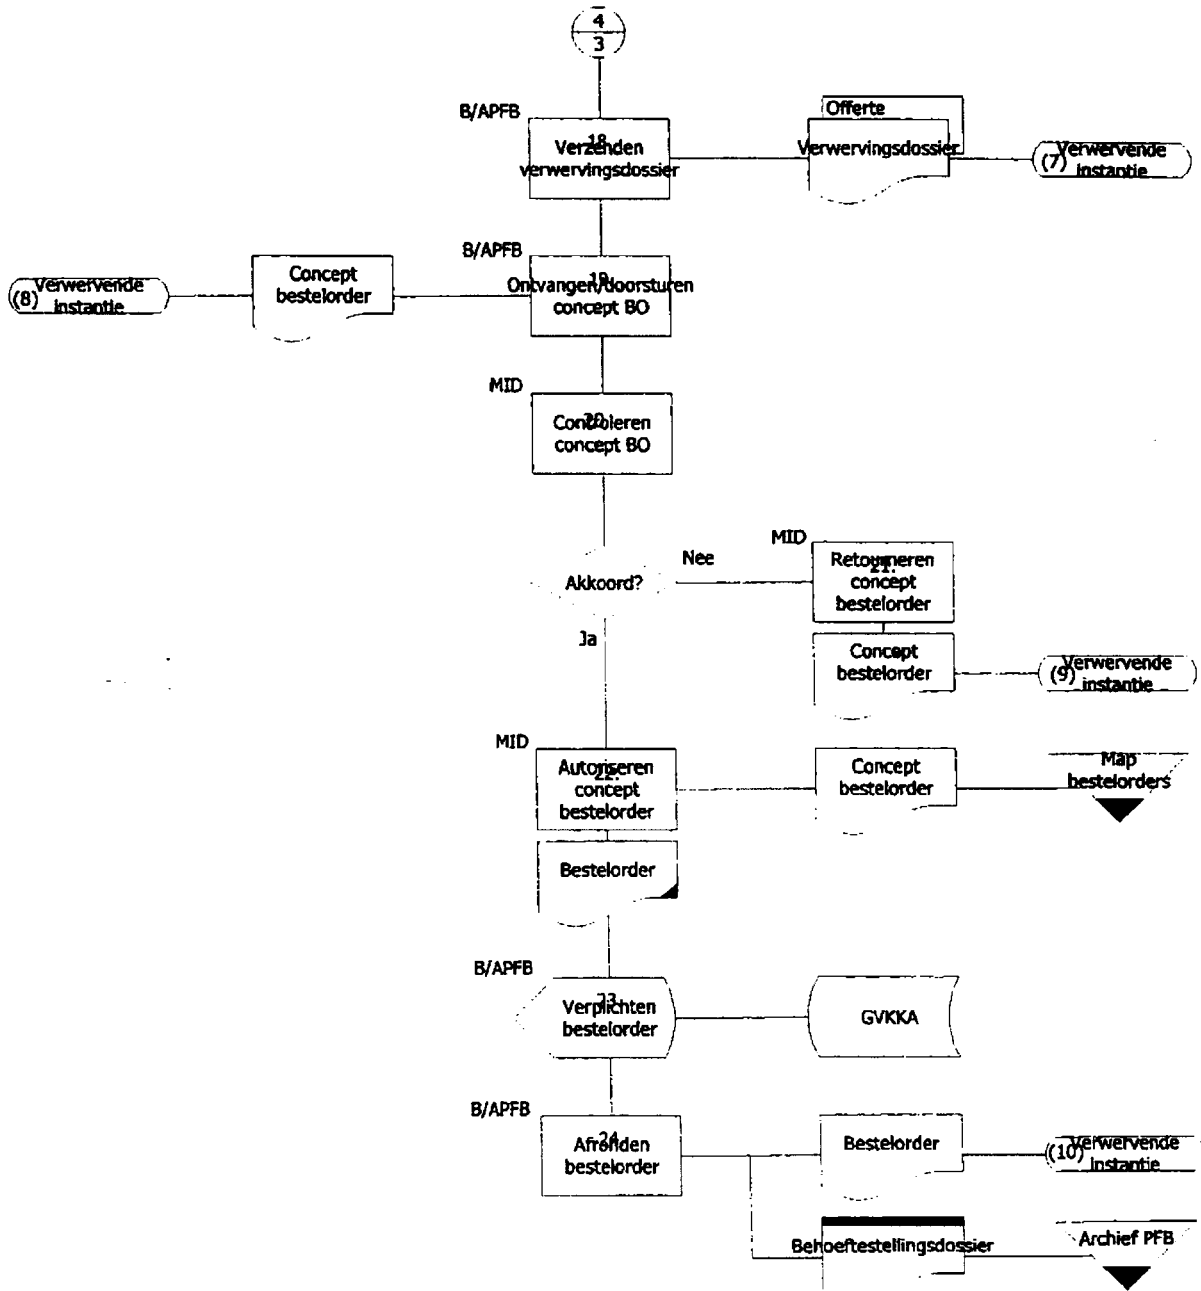 4
3
B/APFB
18
Verzenden
verwervingsdossier
Offerte
Verwervingsdossier
(7) Verwervende
instantie
(8) Verwervende
instantie
Concept
bestelorder
B/APFB
19
Ontvangen/doorsturen
concept BO
MID
20
Controleren
concept BO
Akkoord?
Nee
Ja
MID
21.
Retourneren
concept
bestelorder
Concept
bestelorder
(9) Verwervende
instantie
MID
22.
Autoriseren
concept
bestelorder
Concept
bestelorder
Map
bestelorders
Bestelorder
B/APFB
23
Verplichten
bestelorder
GVKKA
B/APFB
24
Afronden
bestelorder
Bestelorder
(10) Verwervende
instantie
Behoeftestellingsdossier
Archief PFB